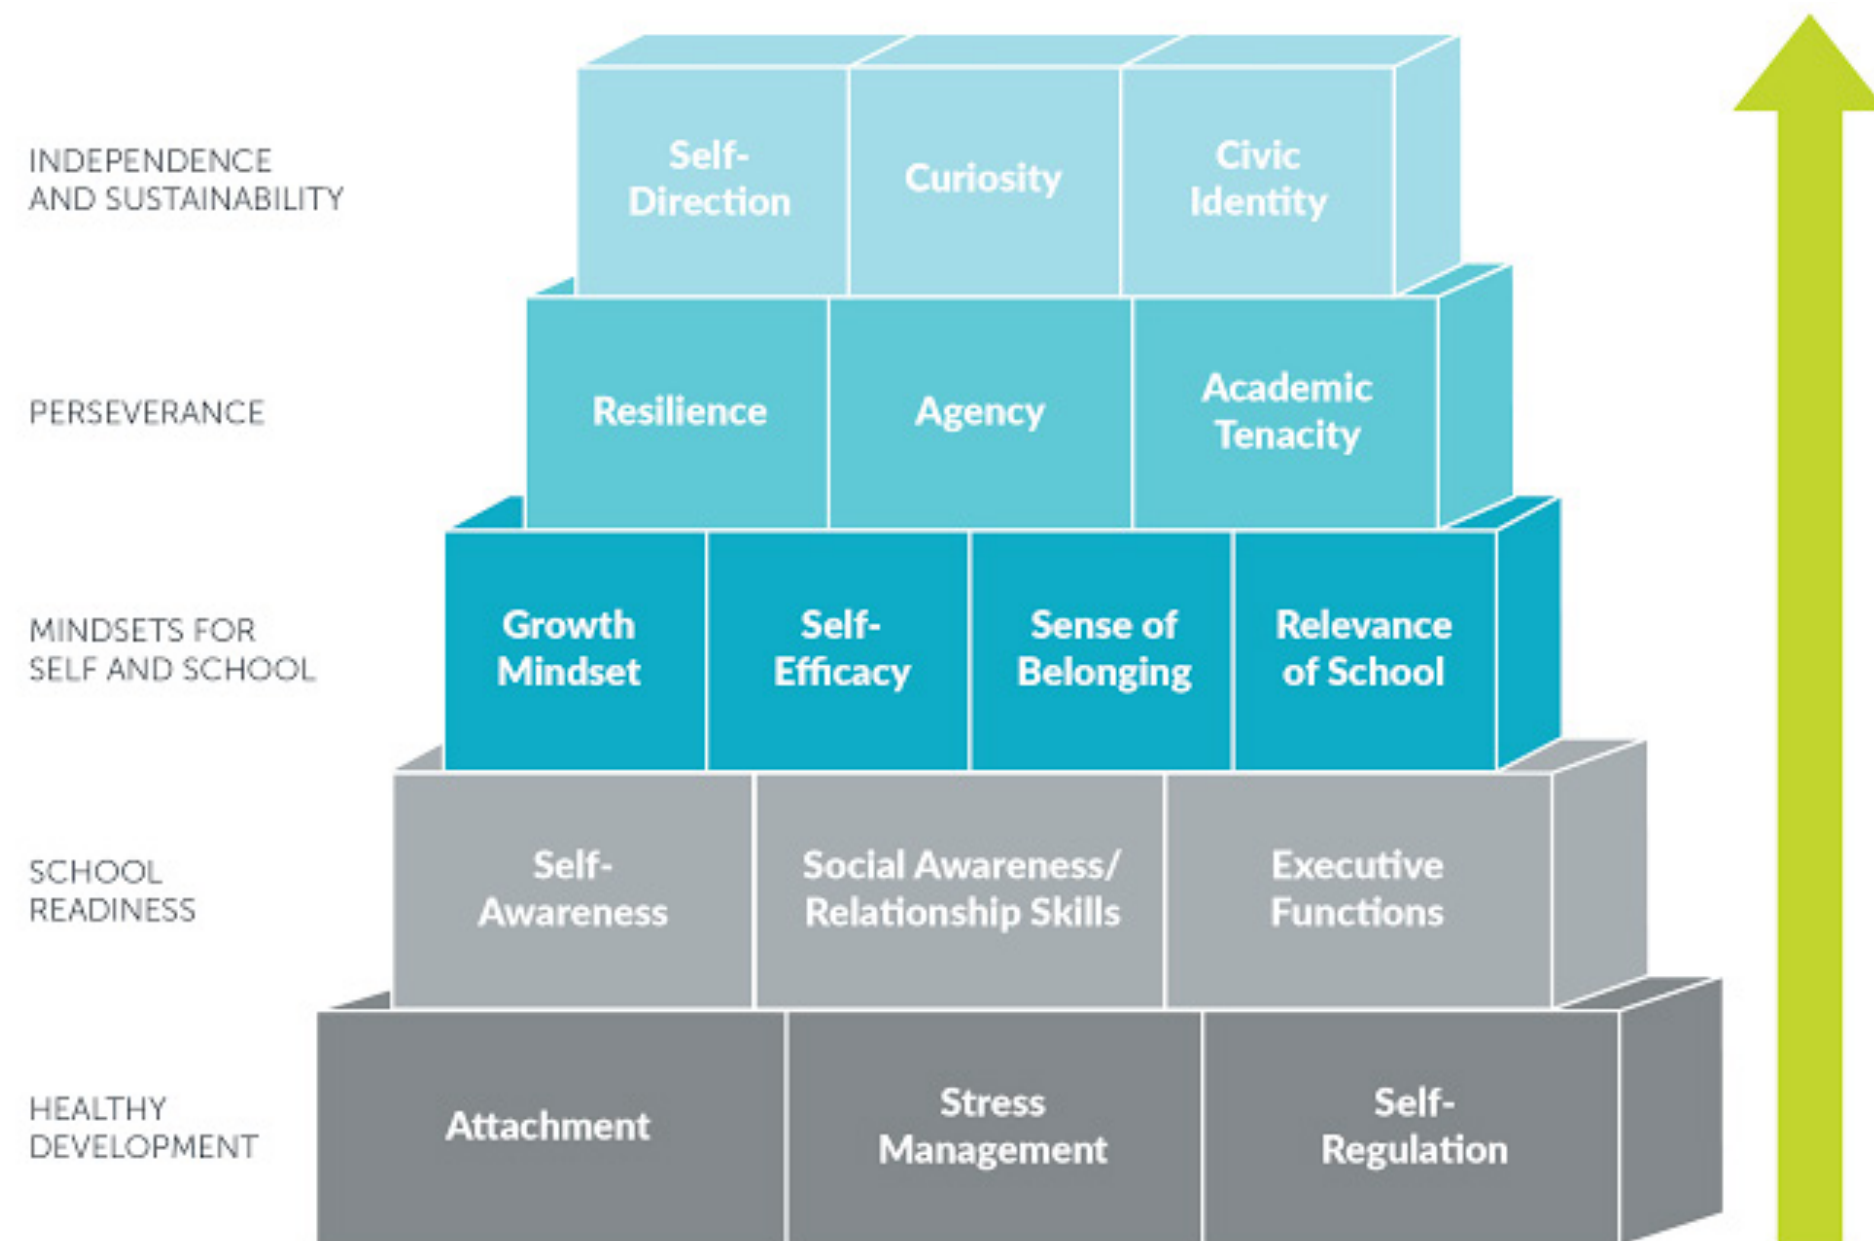 INDEPENDENCE
AND SUSTAINABILITY
Self-
Direction
Curiosity
Civic
Identity
PERSEVERANCE
Resilience
Agency
Academic
Tenacity
MINDSETS FOR
SELF AND SCHOOL
Growth
Mindset
Self-
Efficacy
Sense of
Belonging
Relevance
of School
SCHOOL
READINESS
Self-
Awareness
Social Awareness/
Relationship Skills
Executive
Functions
HEALTHY
DEVELOPMENT
Attachment
Stress
Management
Self-
Regulation